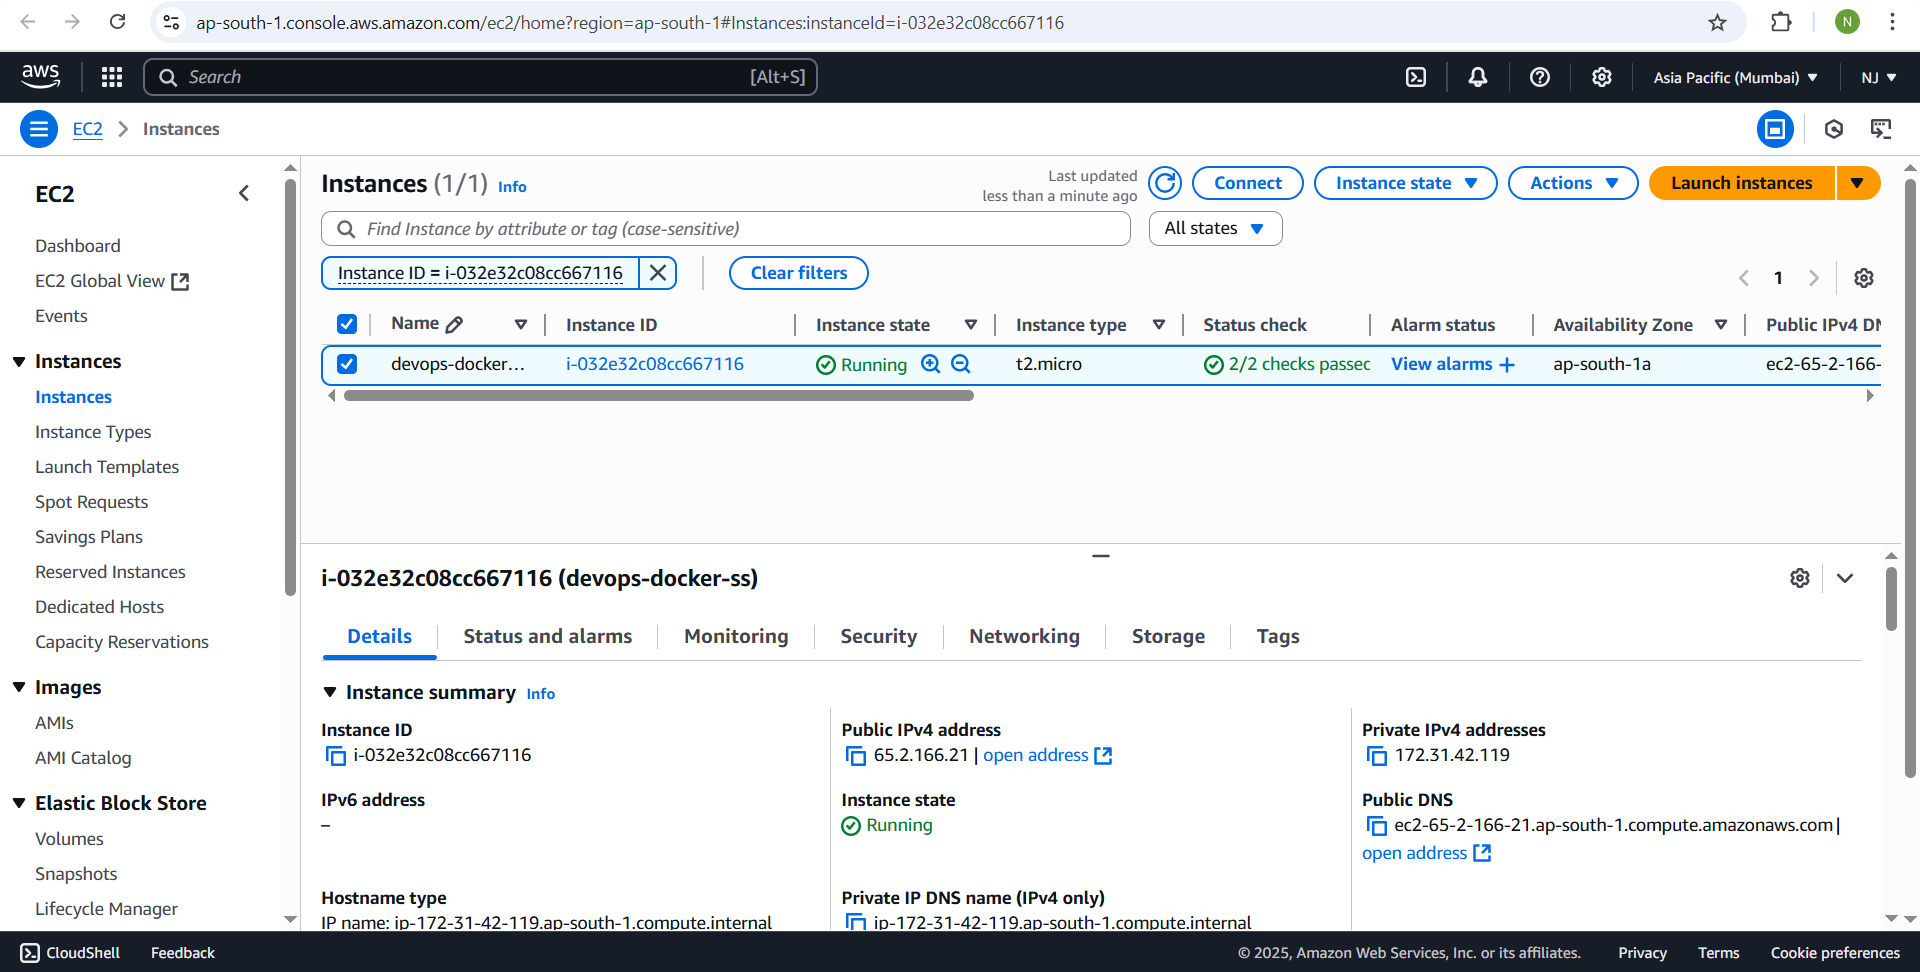 ap-south-1.console.aws.amazon.com/ec2/home?region=ap-south-1#Instances:instanceId=i-032e32c08cc667116
N
aws
Search
[Alt+S]
Asia Pacific (Mumbai)
NJ
EC2
Instances
EC2
Dashboard
EC2 Global View
Events
Instances
Instances
Instance Types
Launch Templates
Spot Requests
Savings Plans
Reserved Instances
Dedicated Hosts
Capacity Reservations
Images
AMIs
AMI Catalog
Elastic Block Store
Volumes
Snapshots
Lifecycle Manager
Instances (1/1) Info
Last updated
less than a minute ago
Connect
Instance state
Actions
Launch instances
Find Instance by attribute or tag (case-sensitive)
All states
Instance ID = i-032e32c08cc667116
Clear filters
1
Name Instance ID Instance state Instance type Status check Alarm status Availability Zone Public IPv4 DN
devops-docker... i-032e32c08cc667116 Running t2.micro 2/2 checks passec View alarms + ap-south-1a ec2-65-2-166-
i-032e32c08cc667116 (devops-docker-ss)
Details Status and alarms Monitoring Security Networking Storage Tags
Instance summary Info
Instance ID
i-032e32c08cc667116
Public IPv4 address
65.2.166.21 | open address
Private IPv4 addresses
172.31.42.119
IPv6 address
–
Instance state
Running
Public DNS
ec2-65-2-166-21.ap-south-1.compute.amazonaws.com |
open address
Hostname type
IP name: ip-172-31-42-119.ap-south-1.compute.internal
Private IP DNS name (IPv4 only)
ip-172-31-42-119.ap-south-1.compute.internal
CloudShell
Feedback
© 2025, Amazon Web Services, Inc. or its affiliates.
Privacy
Terms
Cookie preferences